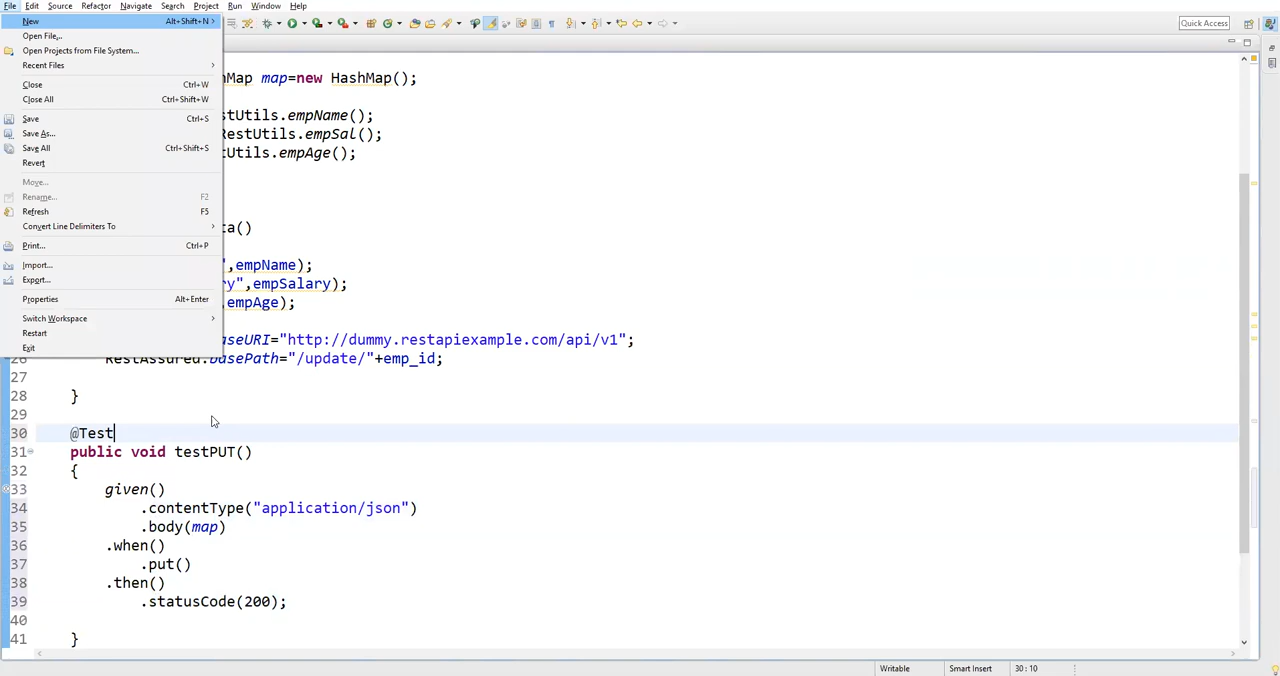 File Edit Source Refactor Navigate Search Project Run Window Help
New Alt+Shift+N
Open File...
Open Projects from File System...
Recent Files
Close Ctrl+W
Close All Ctrl+Shift+W
Save Ctrl+S
Save As...
Save All Ctrl+Shift+S
Revert
Move...
Rename... F2
Refresh F5
Convert Line Delimiters To
Print... Ctrl+P
Import...
Export...
Properties Alt+Enter
Switch Workspace
Restart
Exit
Quick Access
hMap map=new HashMap();
stUtils.empName();
RestUtils.empSal();
tUtils.empAge();
ta()
",empName);
ry",empSalary);
,empAge);
aseURI="http://dummy.restapiexample.com/api/v1";
26 RestAssured.basePath="/update/"+emp_id;
27
28 }
29
30 @Test
31 public void testPUT()
32 {
33 given()
34 .contentType("application/json")
35 .body(map)
36 .when()
37 .put()
38 .then()
39 .statusCode(200);
40
41 }
Writable Smart Insert 30 : 10